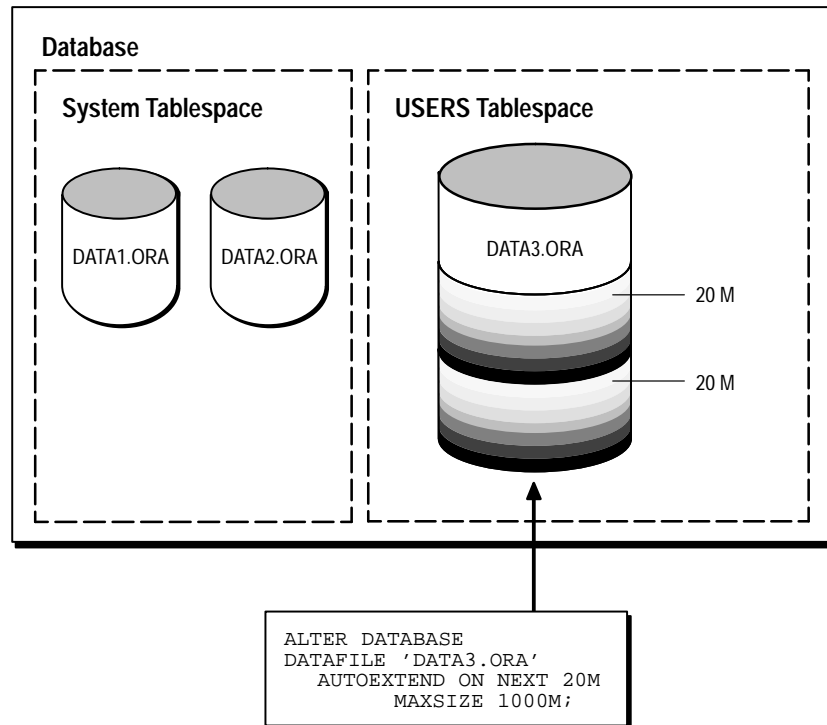 Database
System Tablespace
USERS Tablespace
DATA1.ORA
DATA2.ORA
DATA3.ORA
20 M
20 M
ALTER DATABASE
DATAFILE 'DATA3.ORA'
AUTOEXTEND ON NEXT 20M
MAXSIZE 1000M;